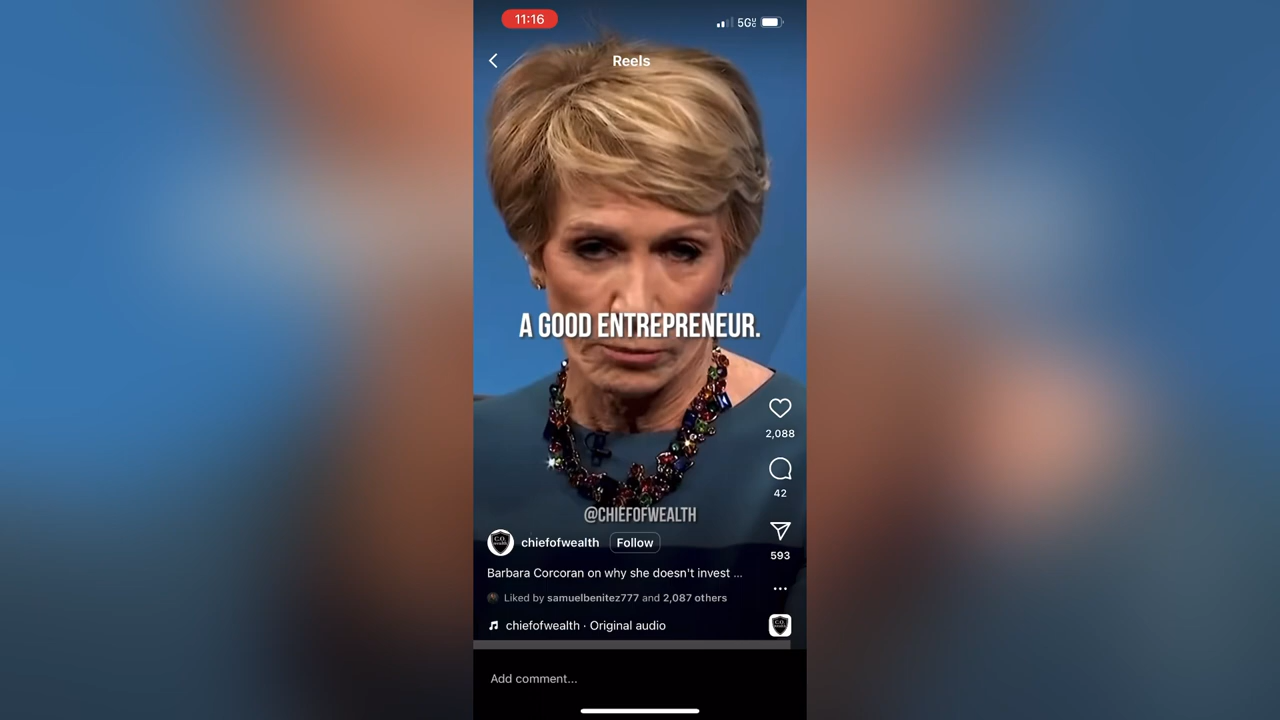 11:16
5G
Reels
A GOOD ENTREPRENEUR.
2,088
42
@CHIEFOFWEALTH
chiefofwealth
Follow
593
Barbara Corcoran on why she doesn't invest ...
Liked by samuelbenitez777 and 2,087 others
chiefofwealth · Original audio
Add comment...